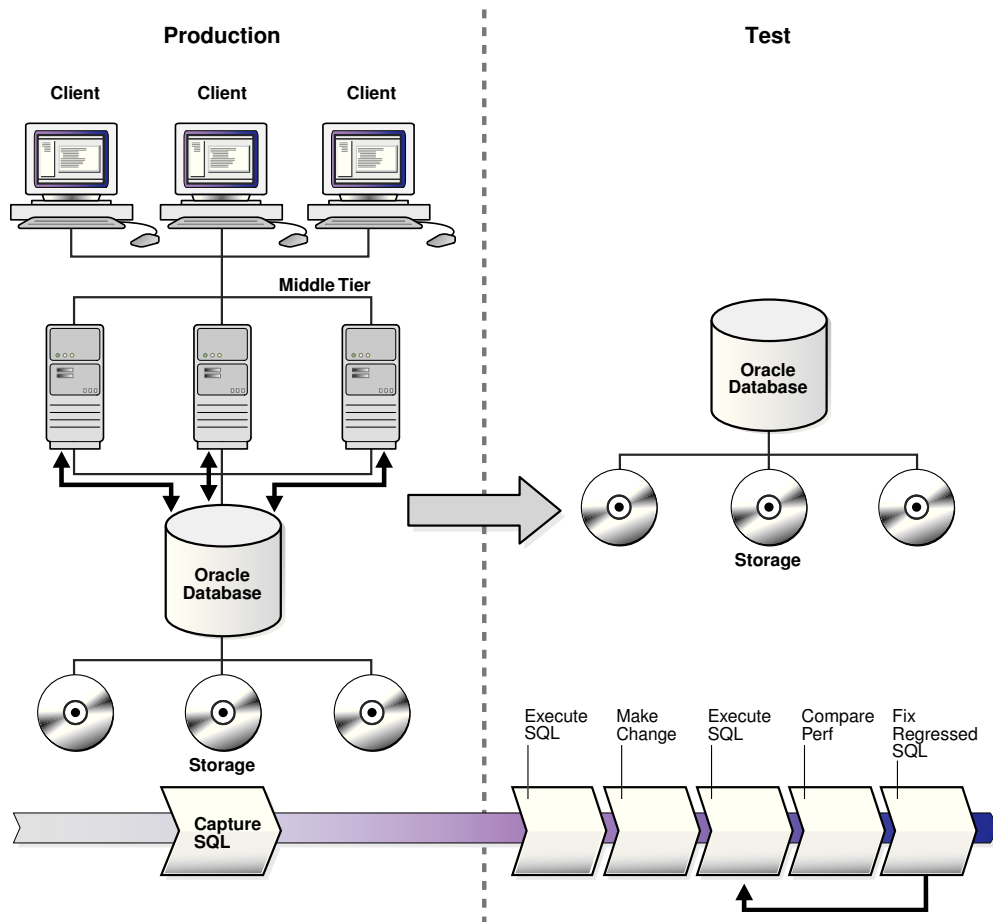 Production
Test
Client
Client
Client
Middle Tier
Oracle
Database
Oracle
Database
Storage
Storage
Execute
SQL
Make
Change
Execute
SQL
Compare
Perf
Fix
Regressed
SQL
Capture
SQL